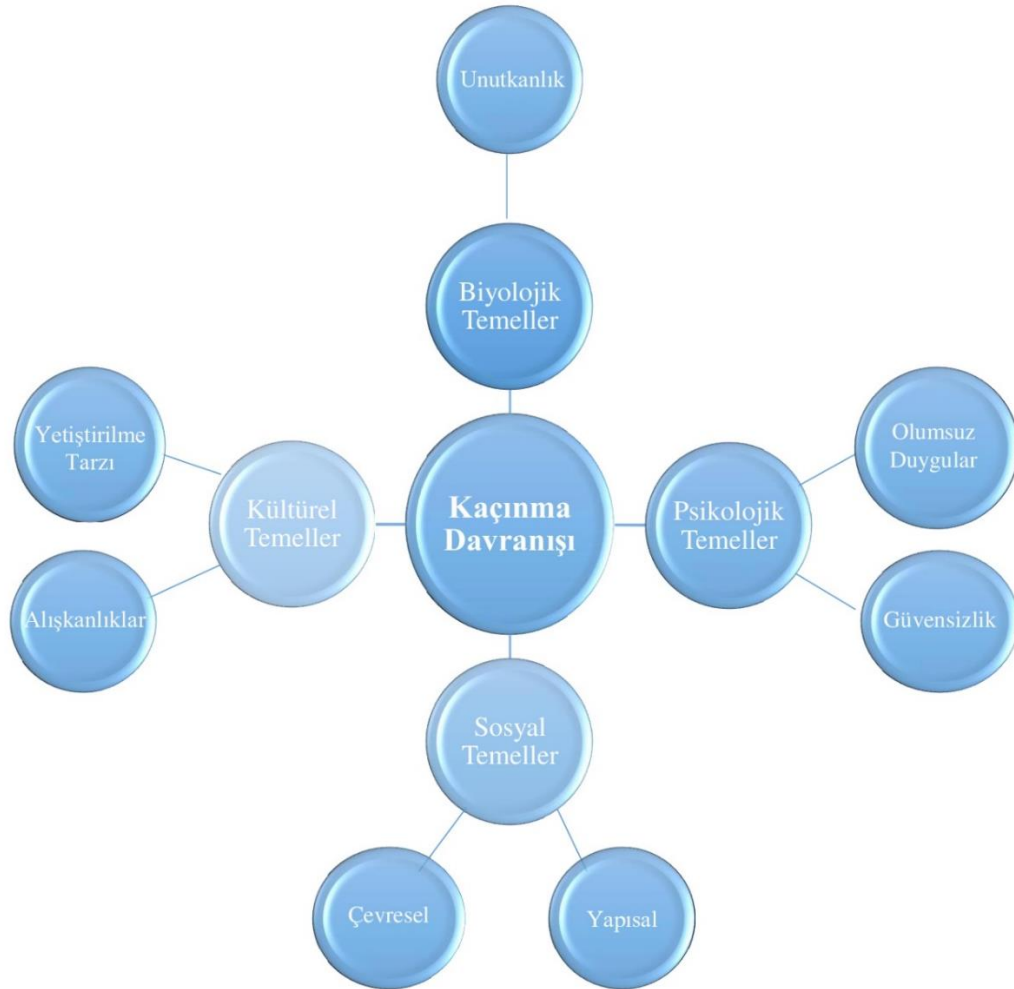 Unutkanlık
Biyolojik
Temeller
Yetiştirilme
Tarzı
Kültürel
Temeller
Alışkanlıklar
Kaçınma
Davranışı
Psikolojik
Temeller
Olumsuz
Duygular
Güvensizlik
Sosyal
Temeller
Çevresel
Yapısal